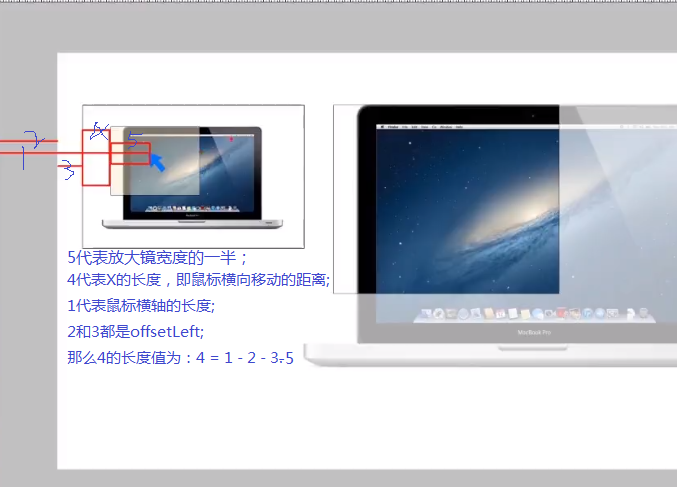 4
2
5
1
3
5代表放大镜宽度的一半；
4代表X的长度，即鼠标横向移动的距离;
1代表鼠标横轴的长度;
2和3都是offsetLeft;
那么4的长度值为：4 = 1 - 2 - 3-5
MacBook Pro